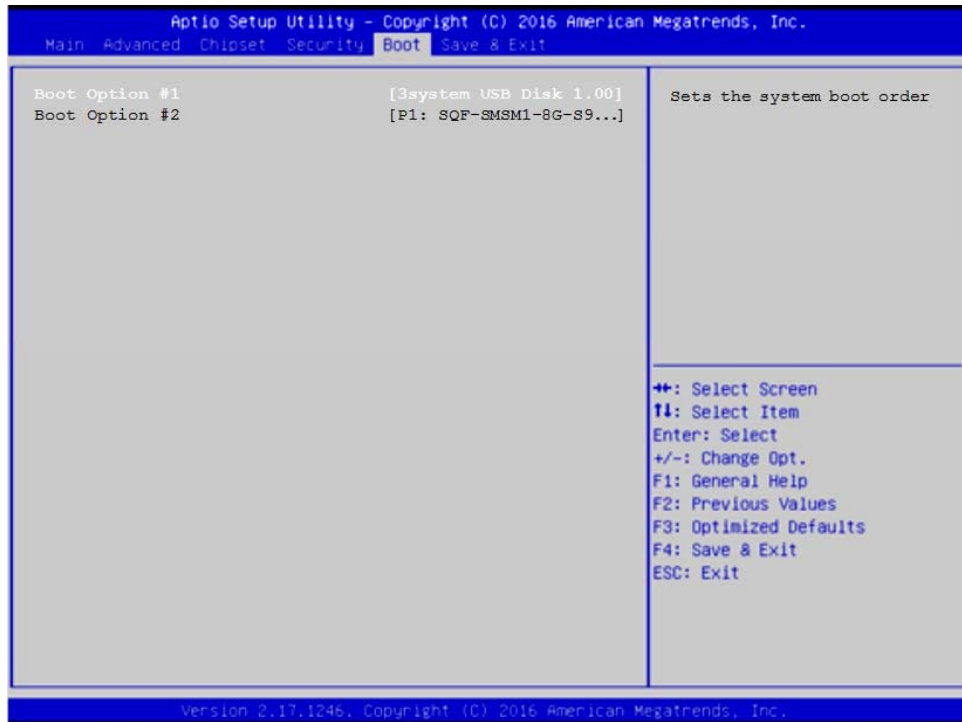 Aptio Setup Utility - Copyright (C) 2016 American Megatrends, Inc.
Main Advanced Chipset Security Boot Save & Exit
Boot Option #1 [3system USB Disk 1.00]
Boot Option #2 [P1: SQF-SMSM1-8G-S9...]
Sets the system boot order
→←: Select Screen
↑↓: Select Item
Enter: Select
+/-: Change Opt.
F1: General Help
F2: Previous Values
F3: Optimized Defaults
F4: Save & Exit
ESC: Exit
Version 2.17.1246. Copyright (C) 2016 American Megatrends, Inc.